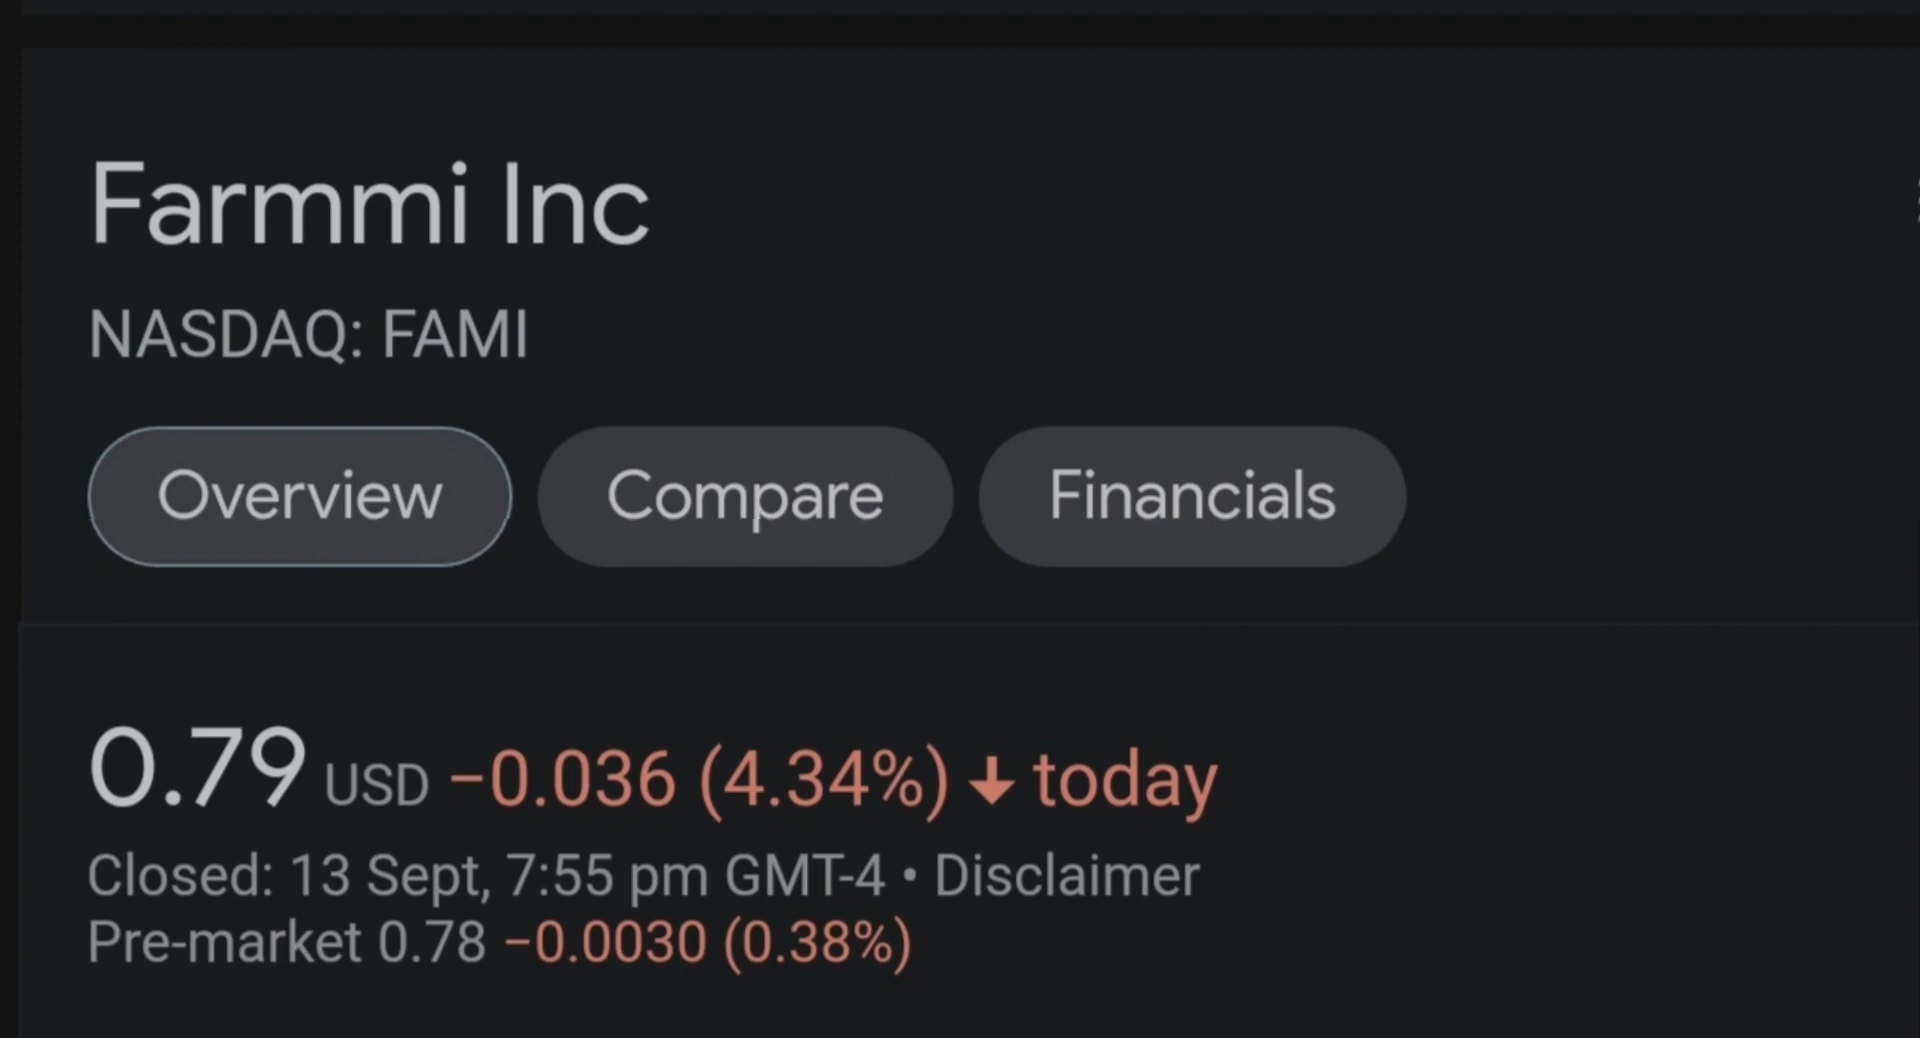 Farmmi Inc
NASDAQ: FAMI
Overview Compare Financials
0.79 USD −0.036 (4.34%) ↓ today
Closed: 13 Sept, 7:55 pm GMT-4 • Disclaimer
Pre-market 0.78 −0.0030 (0.38%)